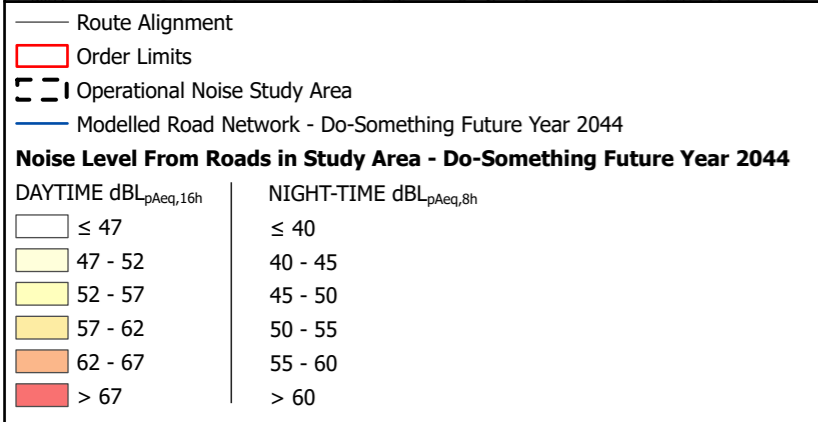 Route Alignment
Order Limits
Operational Noise Study Area
Modelled Road Network - Do-Something Future Year 2044
Noise Level From Roads in Study Area - Do-Something Future Year 2044
DAYTIME dBLpAeq,16h NIGHT-TIME dBLpAeq,8h
≤ 47 ≤ 40
47 - 52 40 - 45
52 - 57 45 - 50
57 - 62 50 - 55
62 - 67 55 - 60
> 67 > 60